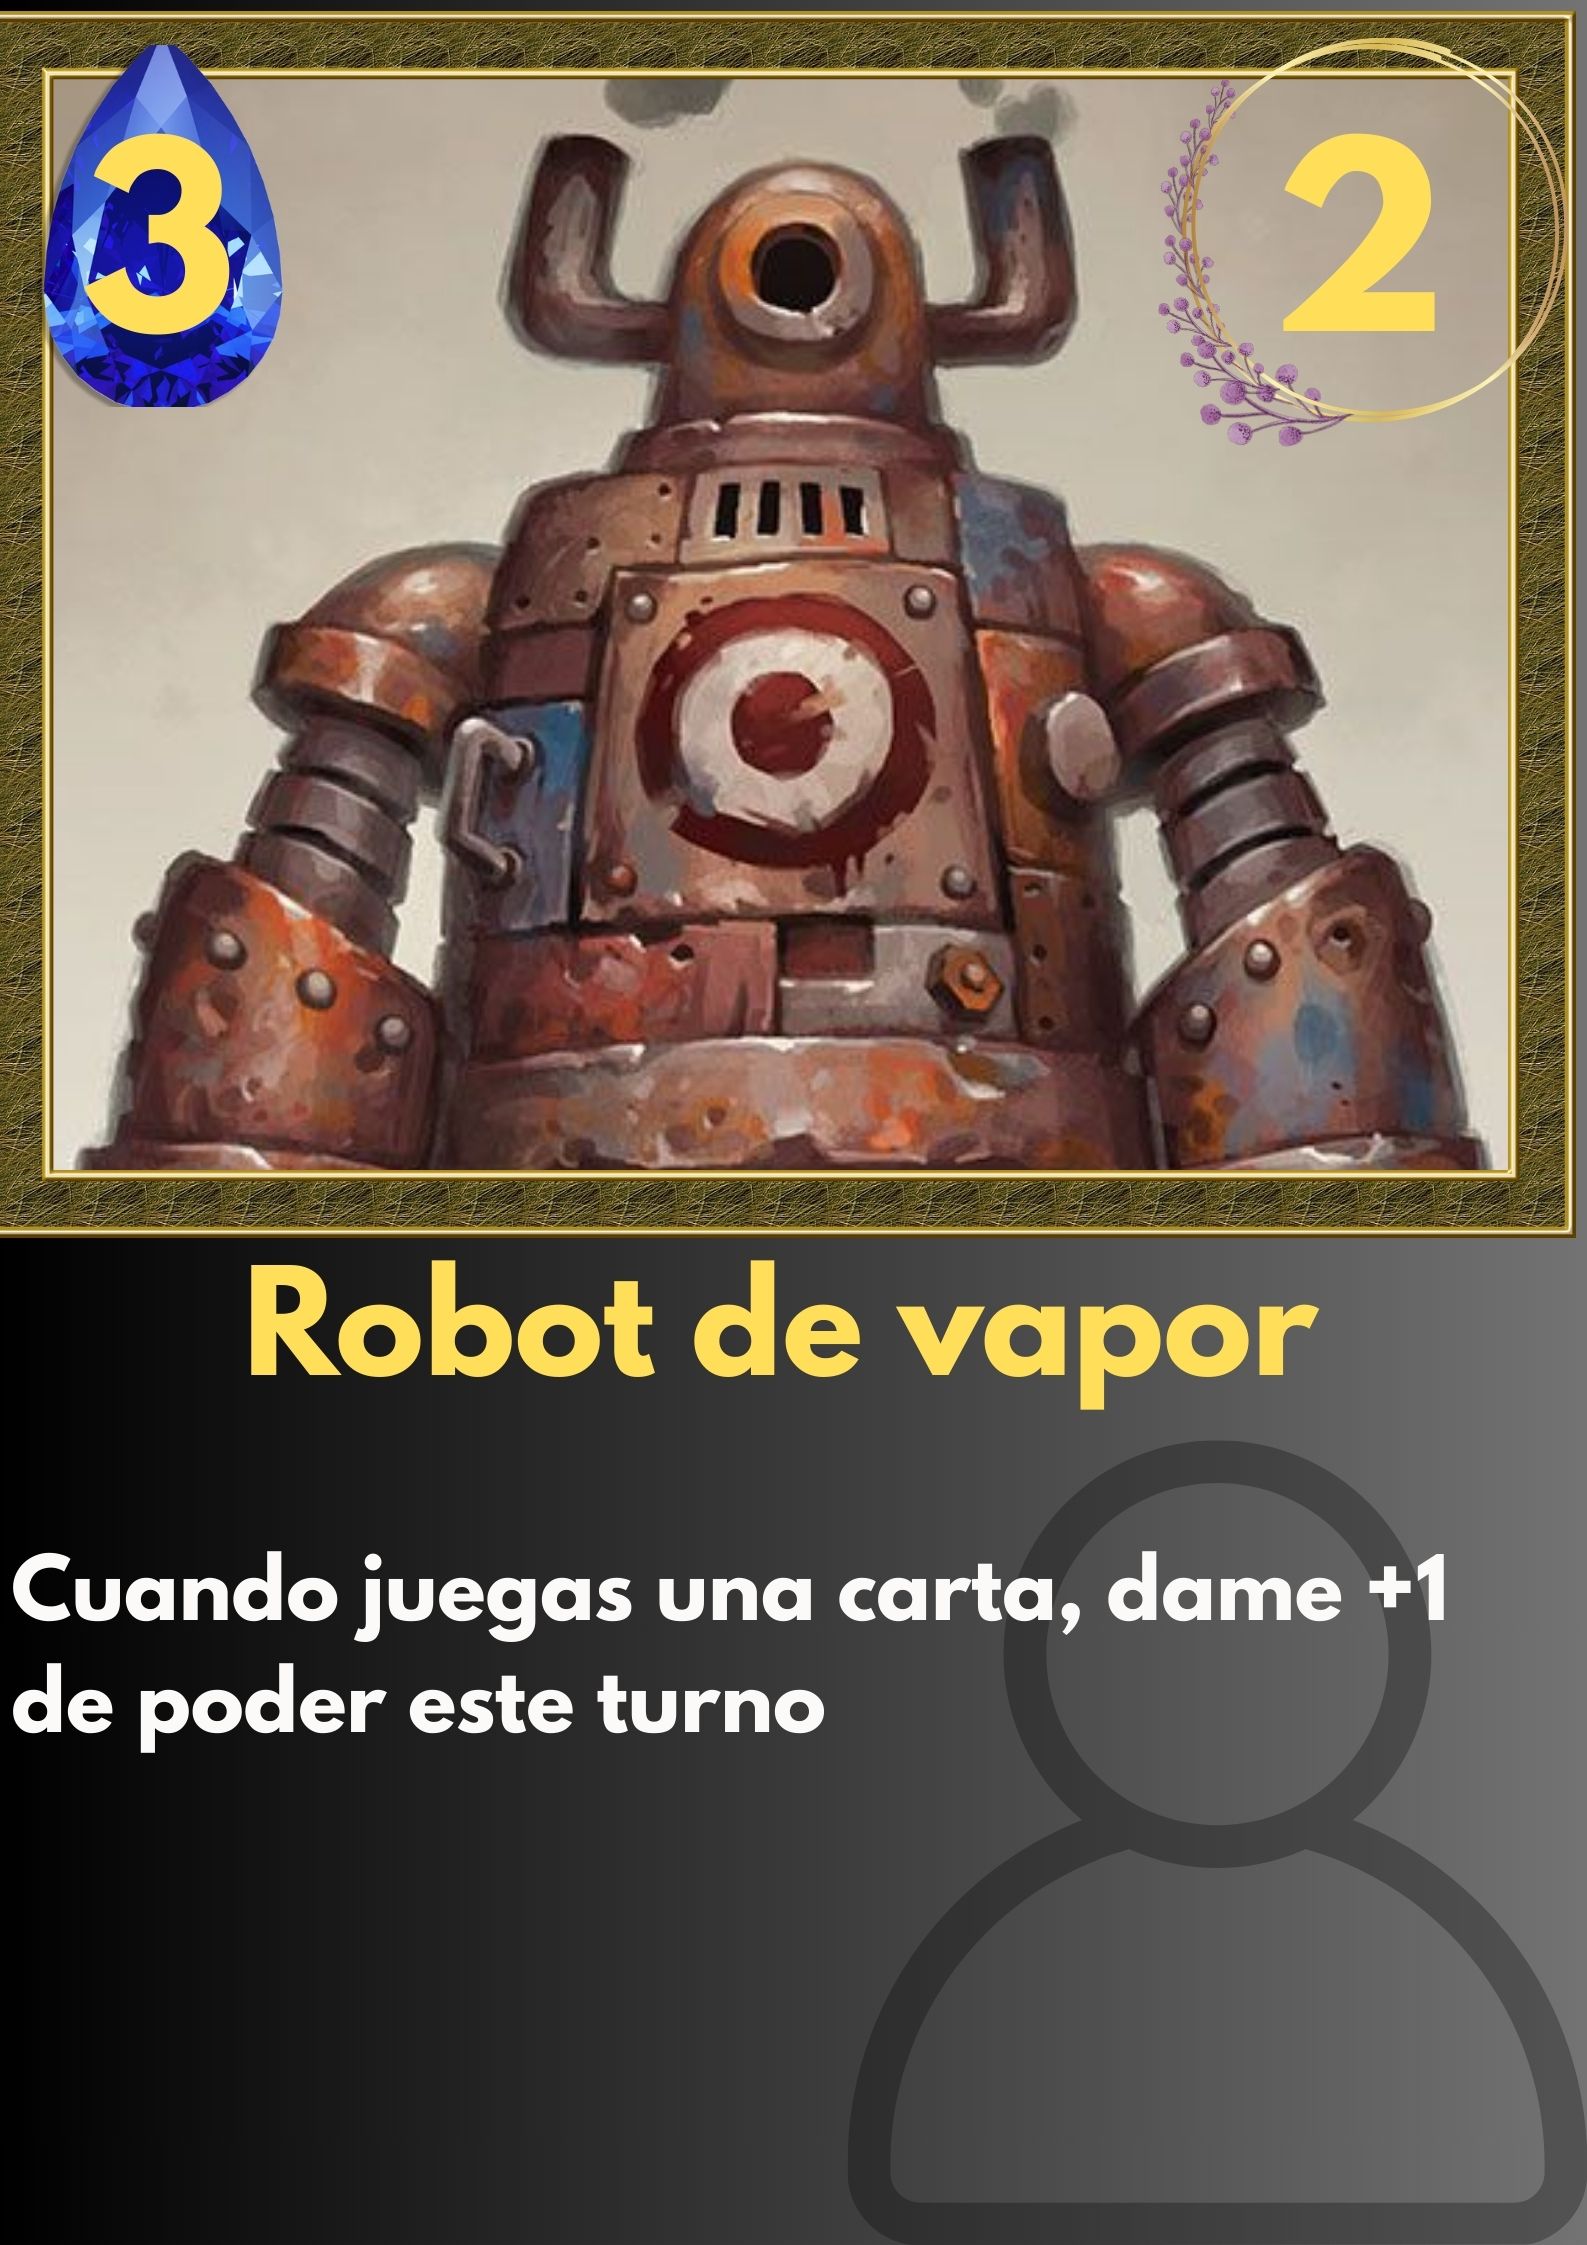 3
2
Robot de vapor
Cuando juegas una carta, dame +1
de poder este turno